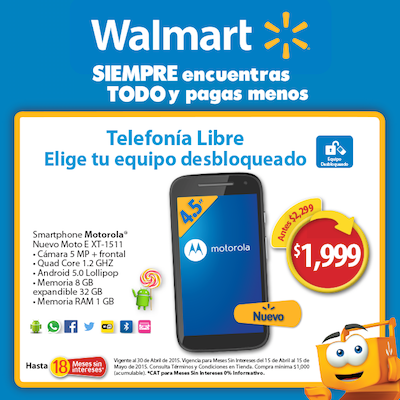 Walmart
SIEMPRE encuentras
TODO y pagas menos
Telefonía Libre
Elige tu equipo desbloqueado
Equipo
Desbloqueado
4.5"
motorola
Nuevo
Antes $2,299
$1,999
Smartphone Motorola®
Nuevo Moto E XT-1511
• Cámara 5 MP + frontal
• Quad Core 1.2 GHZ
• Android 5.0 Lollipop
• Memoria 8 GB
expandible 32 GB
• Memoria RAM 1 GB
Hasta 18 Meses sin
intereses*
Vigente al 30 de Abril de 2015. Vigencia para Meses Sin Intereses del 15 de Abril al 15 de
Mayo de 2015. Consulta Términos y Condiciones en Tienda. Compra mínima $1,000
(acumulable). *CAT para Meses Sin Intereses 0% Informativo.